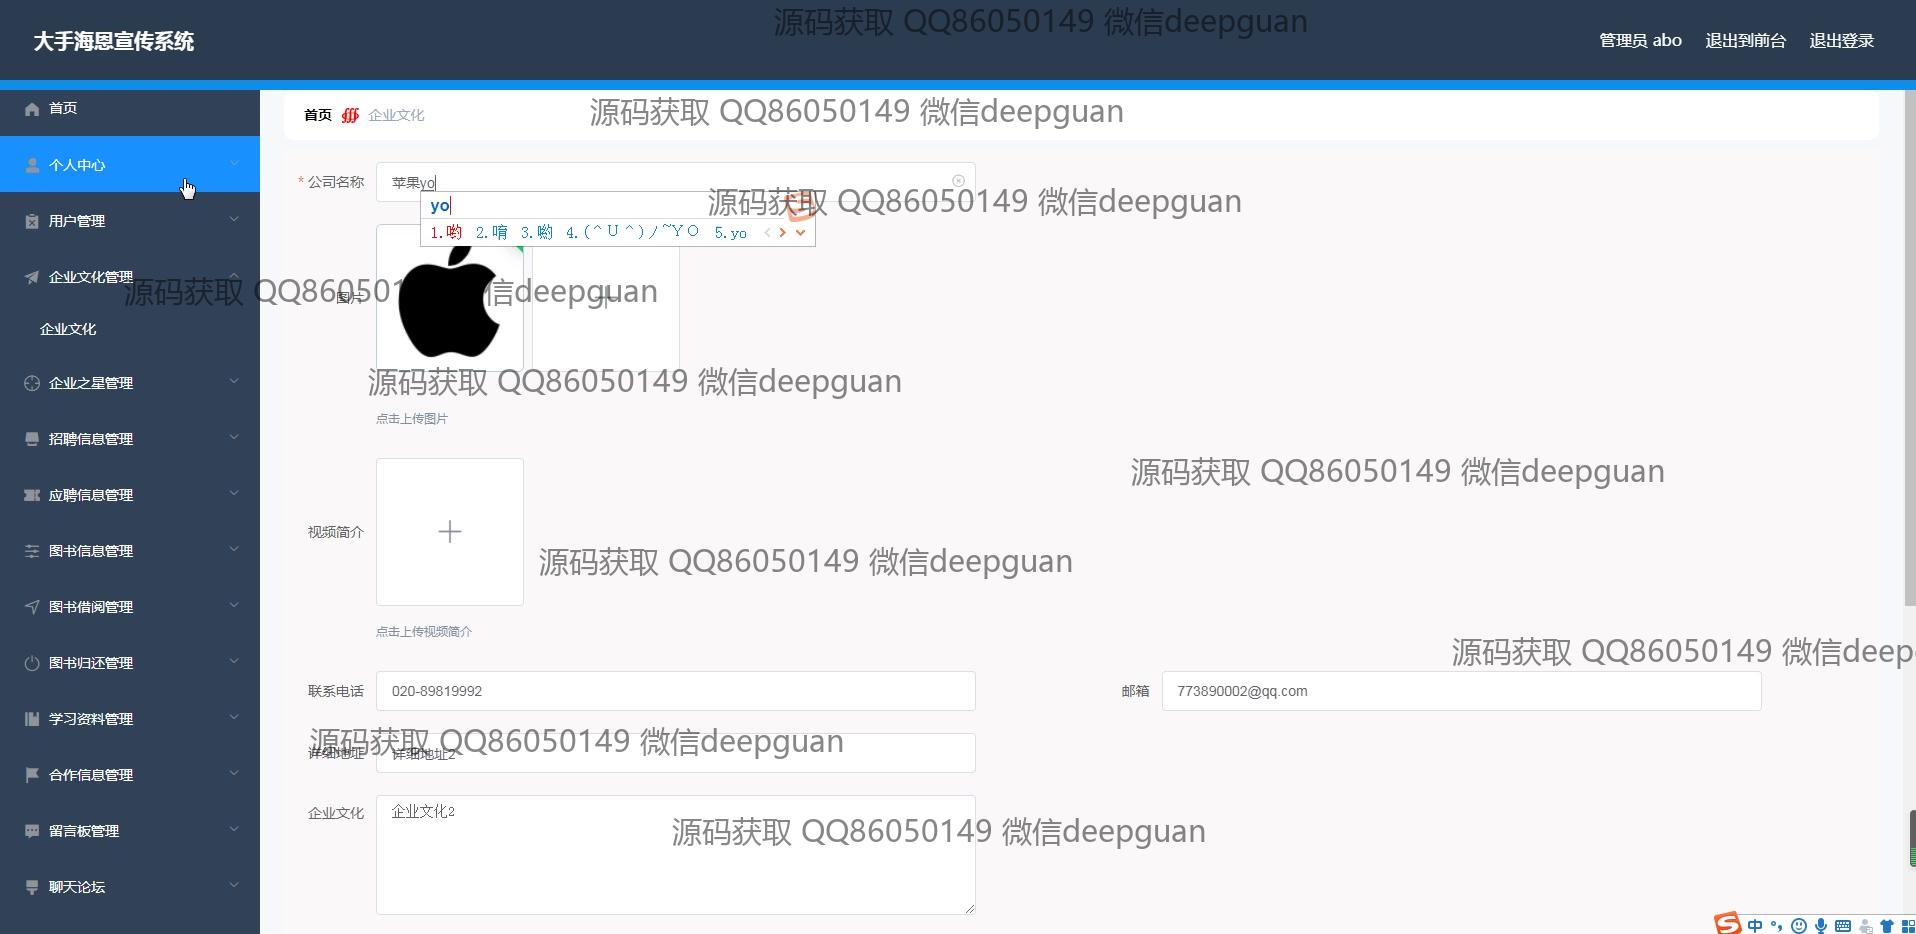 源码获取 QQ86050149 微信deepguan
大手海恩宣传系统
管理员 abo 退出到前台 退出登录
首页
首页 企业文化
源码获取 QQ86050149 微信deepguan
个人中心
* 公司名称 苹果yo
源码获取 QQ86050149 微信deepguan
yo
1.哟 2.唷 3.喲 4.(＾Ｕ＾)ノ~ＹＯ 5.yo
用户管理
企业文化管理
源码获取 QQ86050149 微信deepguan
图片
企业文化
企业之星管理
源码获取 QQ86050149 微信deepguan
点击上传图片
招聘信息管理
源码获取 QQ86050149 微信deepguan
应聘信息管理
视频简介
图书信息管理
源码获取 QQ86050149 微信deepguan
图书借阅管理
点击上传视频简介
源码获取 QQ86050149 微信deep
图书归还管理
联系电话 020-89819992
邮箱 773890002@qq.com
学习资料管理
源码获取 QQ86050149 微信deepguan
详细地址 详细地址2
合作信息管理
企业文化 企业文化2
留言板管理
源码获取 QQ86050149 微信deepguan
聊天论坛
中